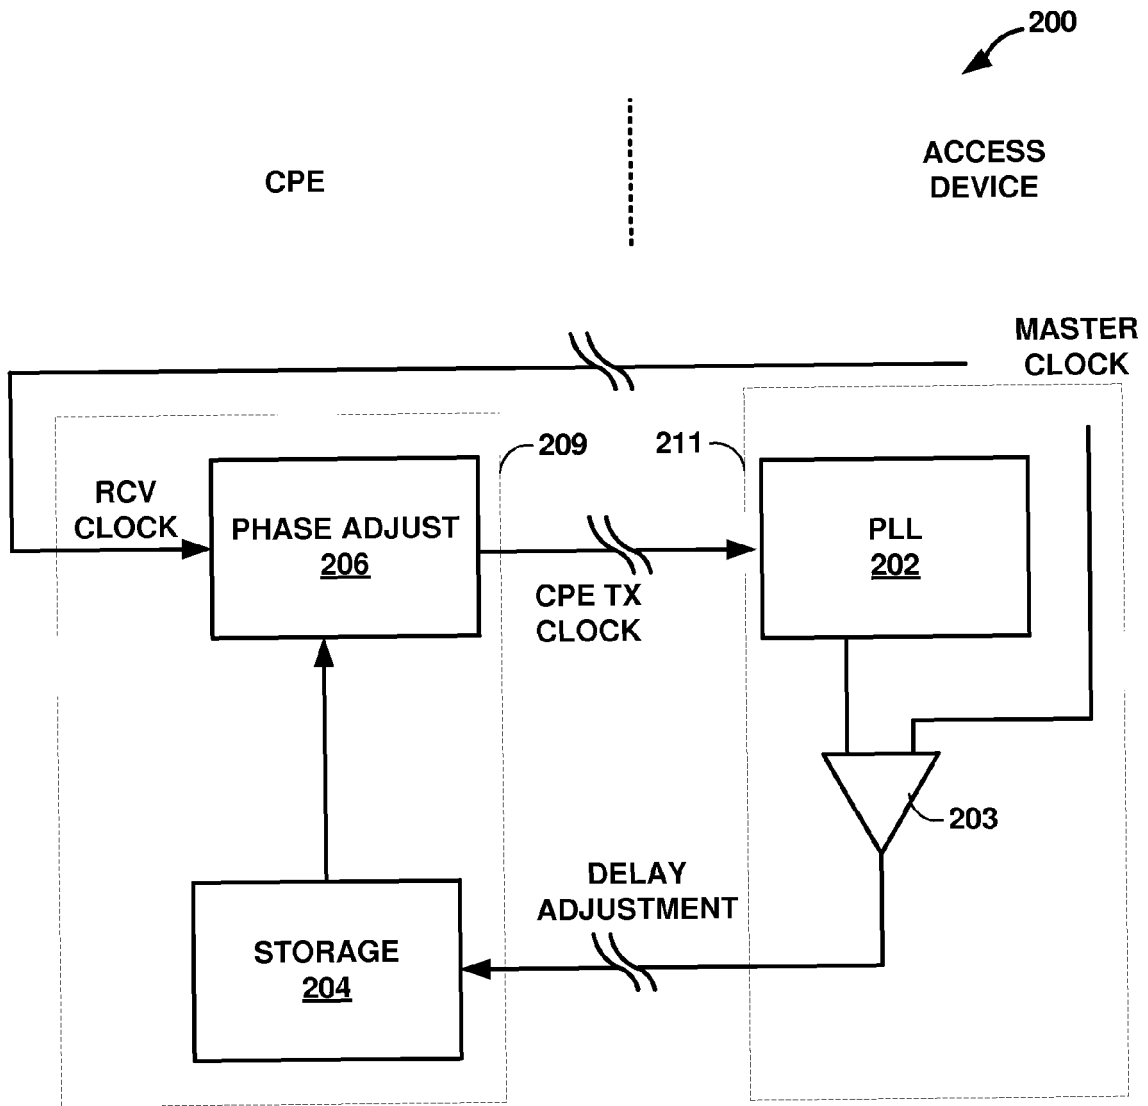 200
CPE
ACCESS
DEVICE
MASTER
CLOCK
209
211
RCV
CLOCK
PHASE ADJUST
206
PLL
202
CPE TX
CLOCK
203
DELAY
ADJUSTMENT
STORAGE
204